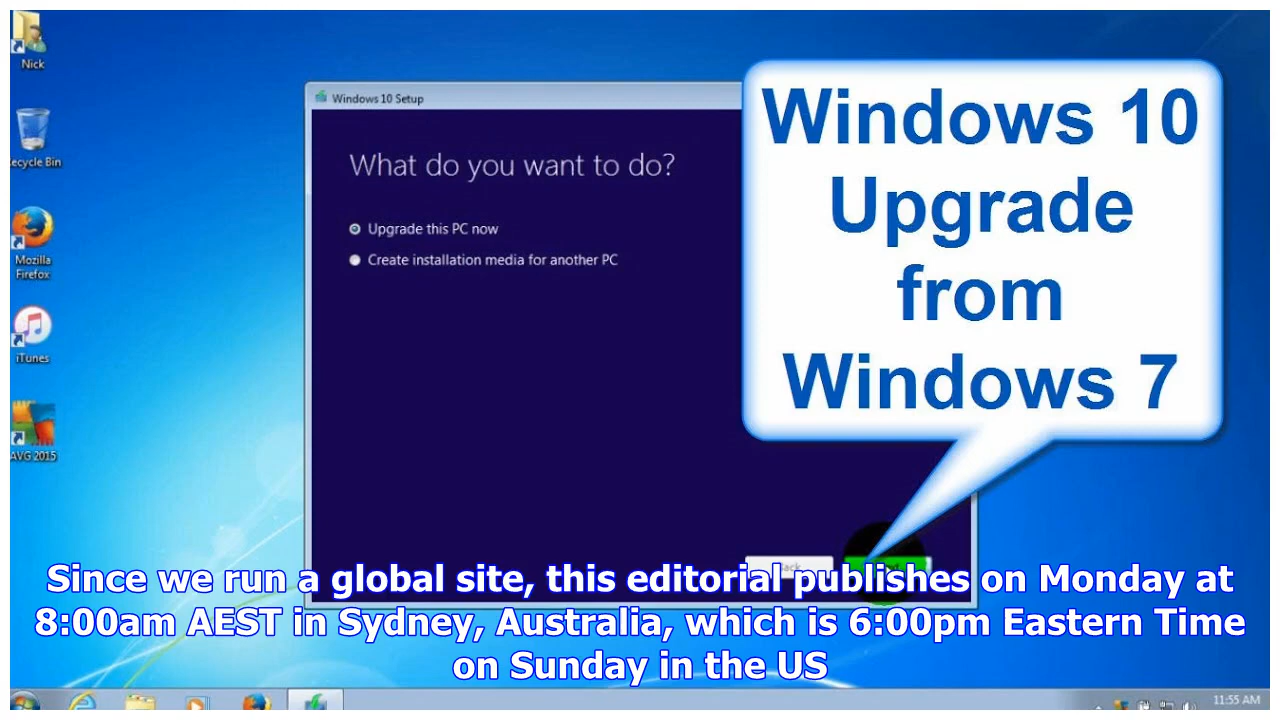 Nick
ecycle Bin
Mozilla
Firefox
iTunes
AVG 2015
Windows 10 Setup
What do you want to do?
Upgrade this PC now
Create installation media for another PC
Windows 10
Upgrade
from
Windows 7
Since we run a global site, this editorial publishes on Monday at
8:00am AEST in Sydney, Australia, which is 6:00pm Eastern Time
on Sunday in the US
11:55 AM